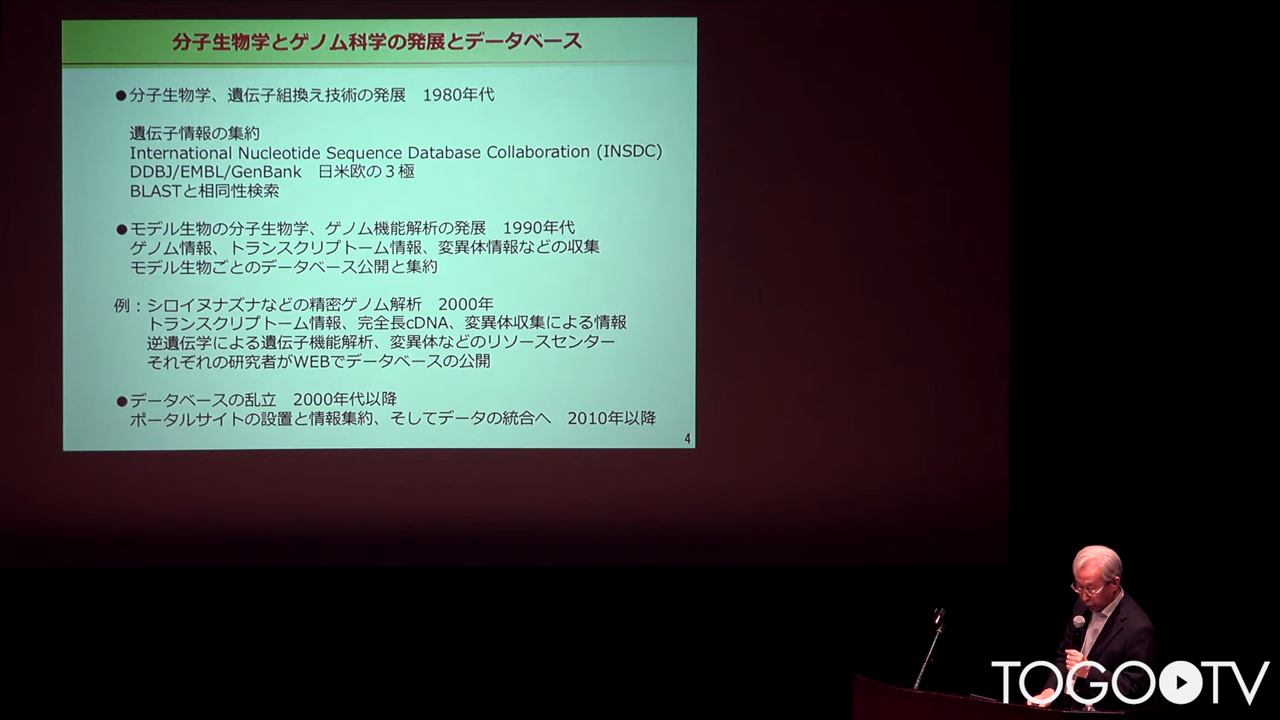 分子生物学とゲノム科学の発展とデータベース
●分子生物学、遺伝子組換え技術の発展　1980年代
遺伝子情報の集約
International Nucleotide Sequence Database Collaboration (INSDC)
DDBJ/EMBL/GenBank　日米欧の３極
BLASTと相同性検索
●モデル生物の分子生物学、ゲノム機能解析の発展　1990年代
ゲノム情報、トランスクリプトーム情報、変異体情報などの収集
モデル生物ごとのデータベース公開と集約
例：シロイヌナズナなどの精密ゲノム解析　2000年
トランスクリプトーム情報、完全長cDNA、変異体収集による情報
逆遺伝学による遺伝子機能解析、変異体などのリソースセンター
それぞれの研究者がWEBでデータベースの公開
●データベースの乱立　2000年代以降
ポータルサイトの設置と情報集約、そしてデータの統合へ　2010年以降
4
TOGOTV